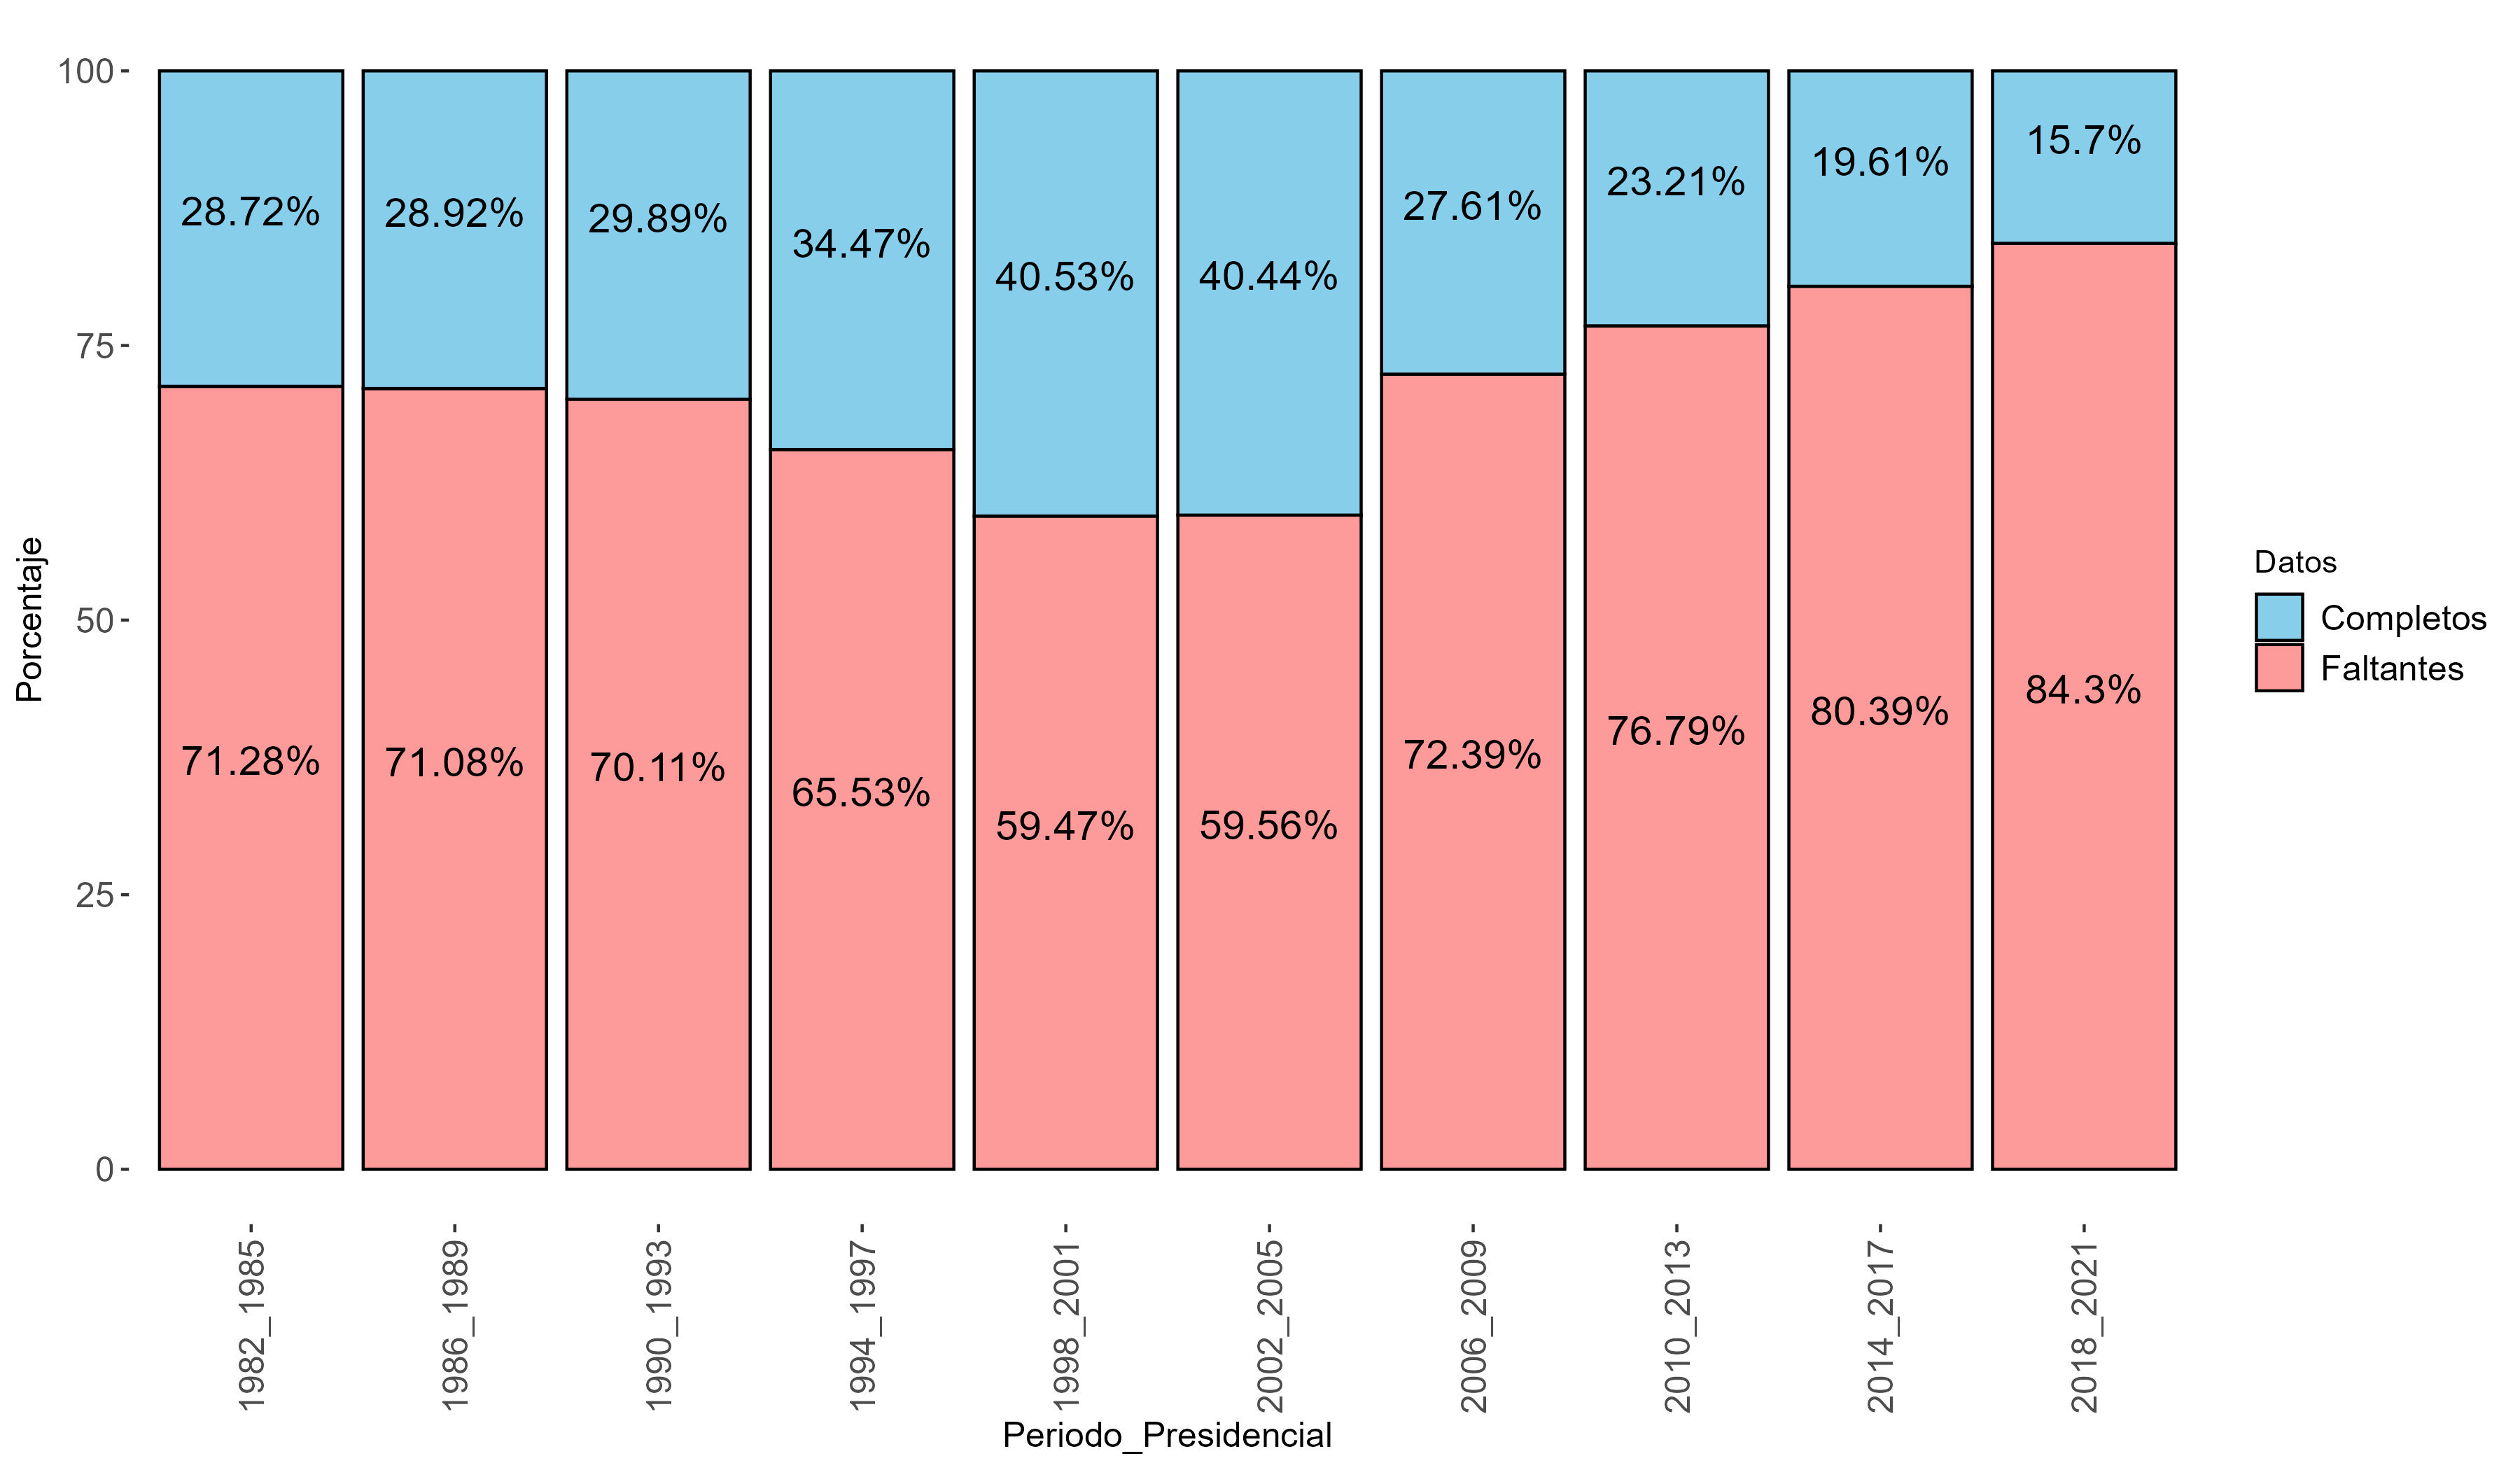 100
75
50
25
0
Porcentaje
28.72% 28.92% 29.89% 34.47% 40.53% 40.44% 27.61% 23.21% 19.61% 15.7%
71.28% 71.08% 70.11% 65.53% 59.47% 59.56% 72.39% 76.79% 80.39% 84.3%
1982_1985 1986_1989 1990_1993 1994_1997 1998_2001 2002_2005 2006_2009 2010_2013 2014_2017 2018_2021
Periodo_Presidencial
Datos
Completos
Faltantes